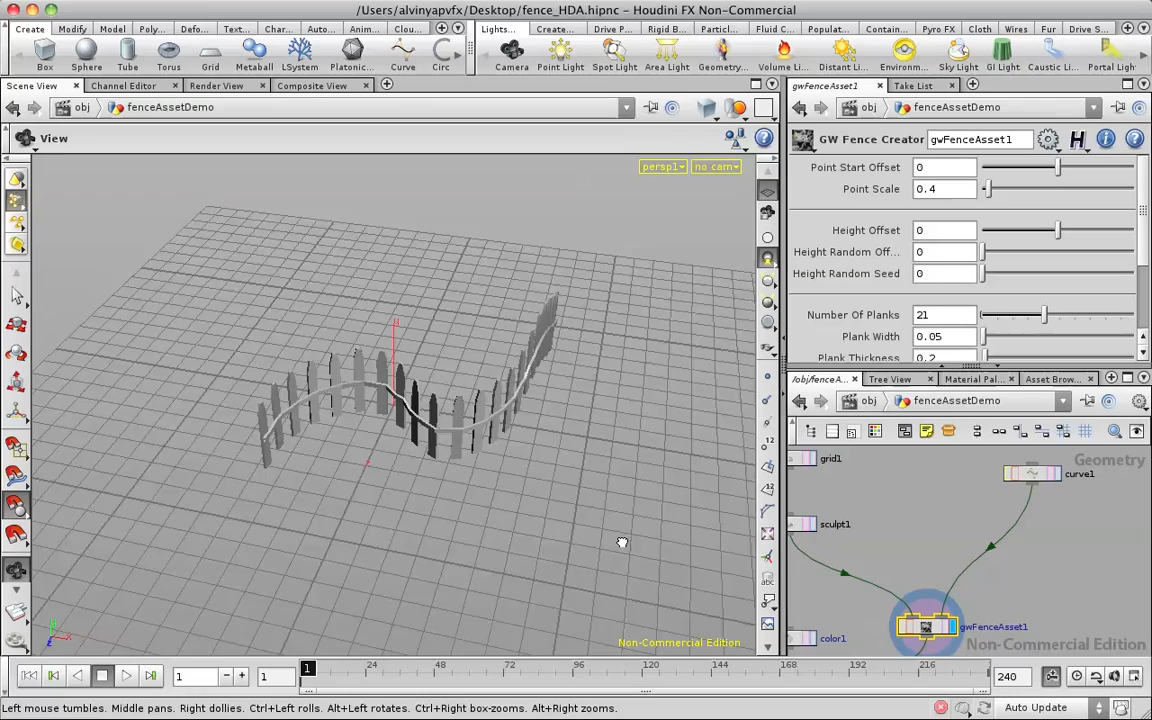 /Users/alvinyapvfx/Desktop/fence_HDA.hipnc - Houdini FX Non-Commercial
Create Modify Model Poly... Defo... Text... Char... Auto... Anim... Clou...
Lights... Create... Drive P... Rigid B... Particl... Fluid C... Populat... Contain... Pyro FX Cloth Wires Fur Drive S...
Box Sphere Tube Torus Grid Metaball LSystem Platonic... Curve Circ
Camera Point Light Spot Light Area Light Geometry... Volume Li... Distant Li... Environm... Sky Light GI Light Caustic Li... Portal Ligh
Scene View Channel Editor Render View Composite View
gwFenceAsset1 Take List
obj fenceAssetDemo
obj fenceAssetDemo
View
GW Fence Creator gwFenceAsset1
persp1 no cam
Point Start Offset 0
Point Scale 0.4
Height Offset 0
Height Random Off... 0
Height Random Seed 0
Number Of Planks 21
Plank Width 0.05
Plank Thickness 0.2
/obj/fenceA... Tree View Material Pal... Asset Brow...
obj fenceAssetDemo
Geometry
grid1
curve1
sculpt1
gwFenceAsset1
color1
Non-Commercial Edition
Non-Commercial Edition
1 1
1 24 48 72 96 120 144 168 192 216
240
Left mouse tumbles. Middle pans. Right dollies. Ctrl+Left rolls. Alt+Left rotates. Ctrl+Right box-zooms. Alt+Right zooms.
Auto Update